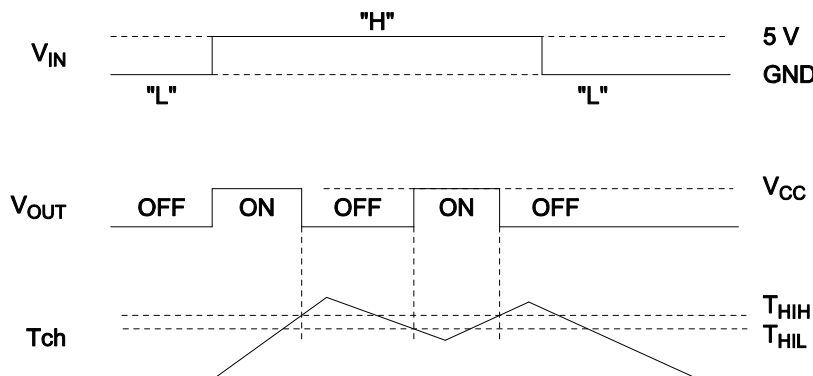 "H"
V_IN
5 V
GND
"L" "L"
V_OUT OFF ON OFF ON OFF V_CC
Tch
T_HIH
T_HIL